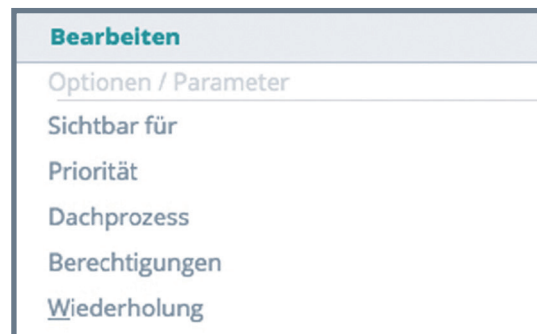 Bearbeiten
Optionen / Parameter
Sichtbar für
Priorität
Dachprozess
Berechtigungen
Wiederholung